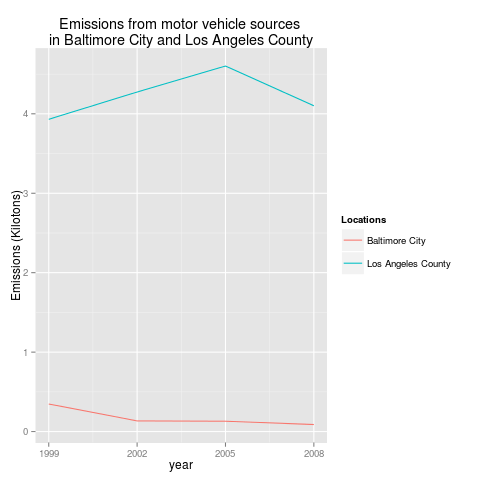 Emissions from motor vehicle sources
in Baltimore City and Los Angeles County
Emissions (Kilotons)
4
3
2
1
0
1999
2002
2005
2008
year
Locations
Baltimore City
Los Angeles County